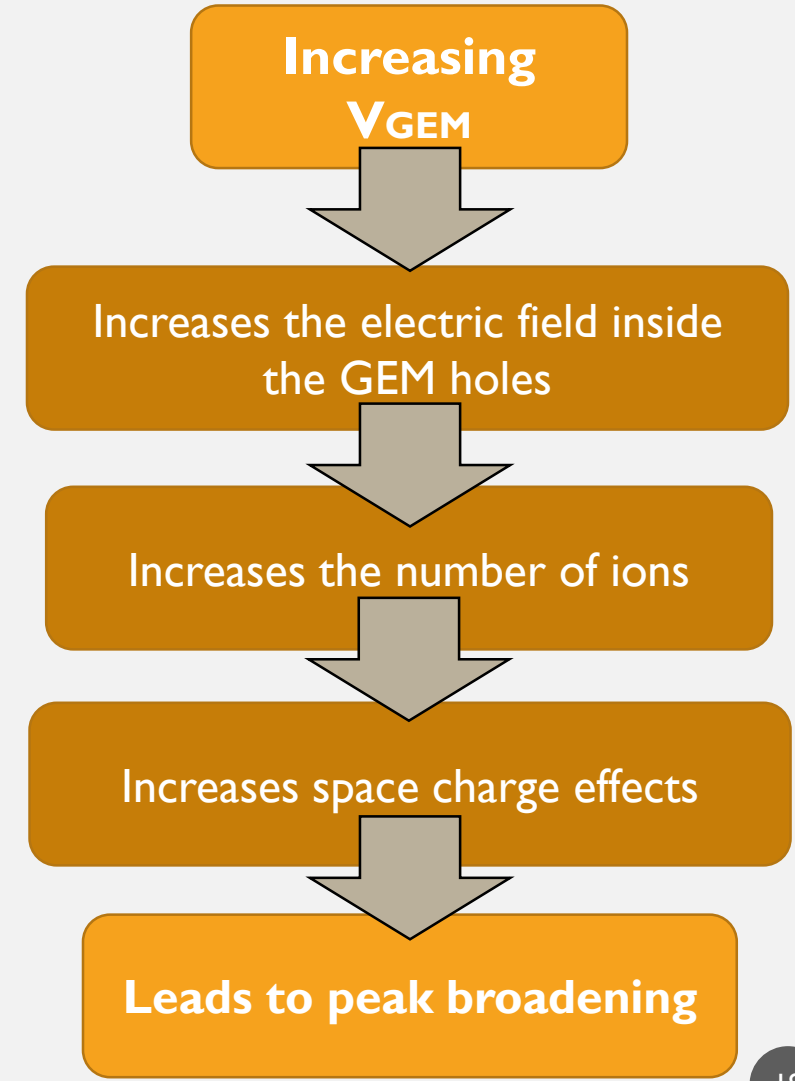 Increasing
VGEM
Increases the electric field inside
the GEM holes
Increases the number of ions
Increases space charge effects
Leads to peak broadening